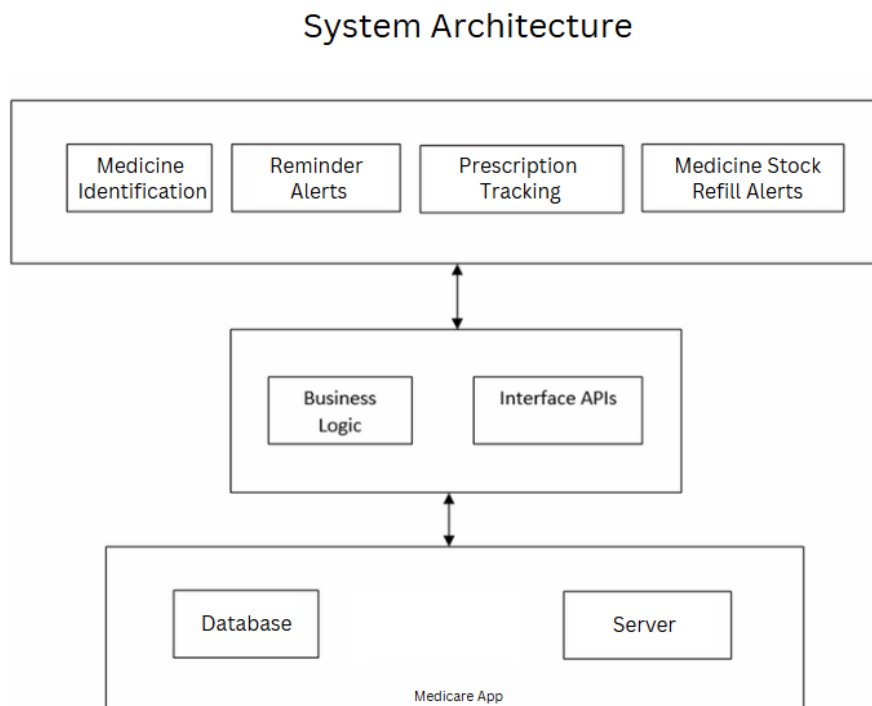 System Architecture
Medicine
Identification
Reminder
Alerts
Prescription
Tracking
Medicine Stock
Refill Alerts
Business
Logic
Interface APIs
Database
Server
Medicare App